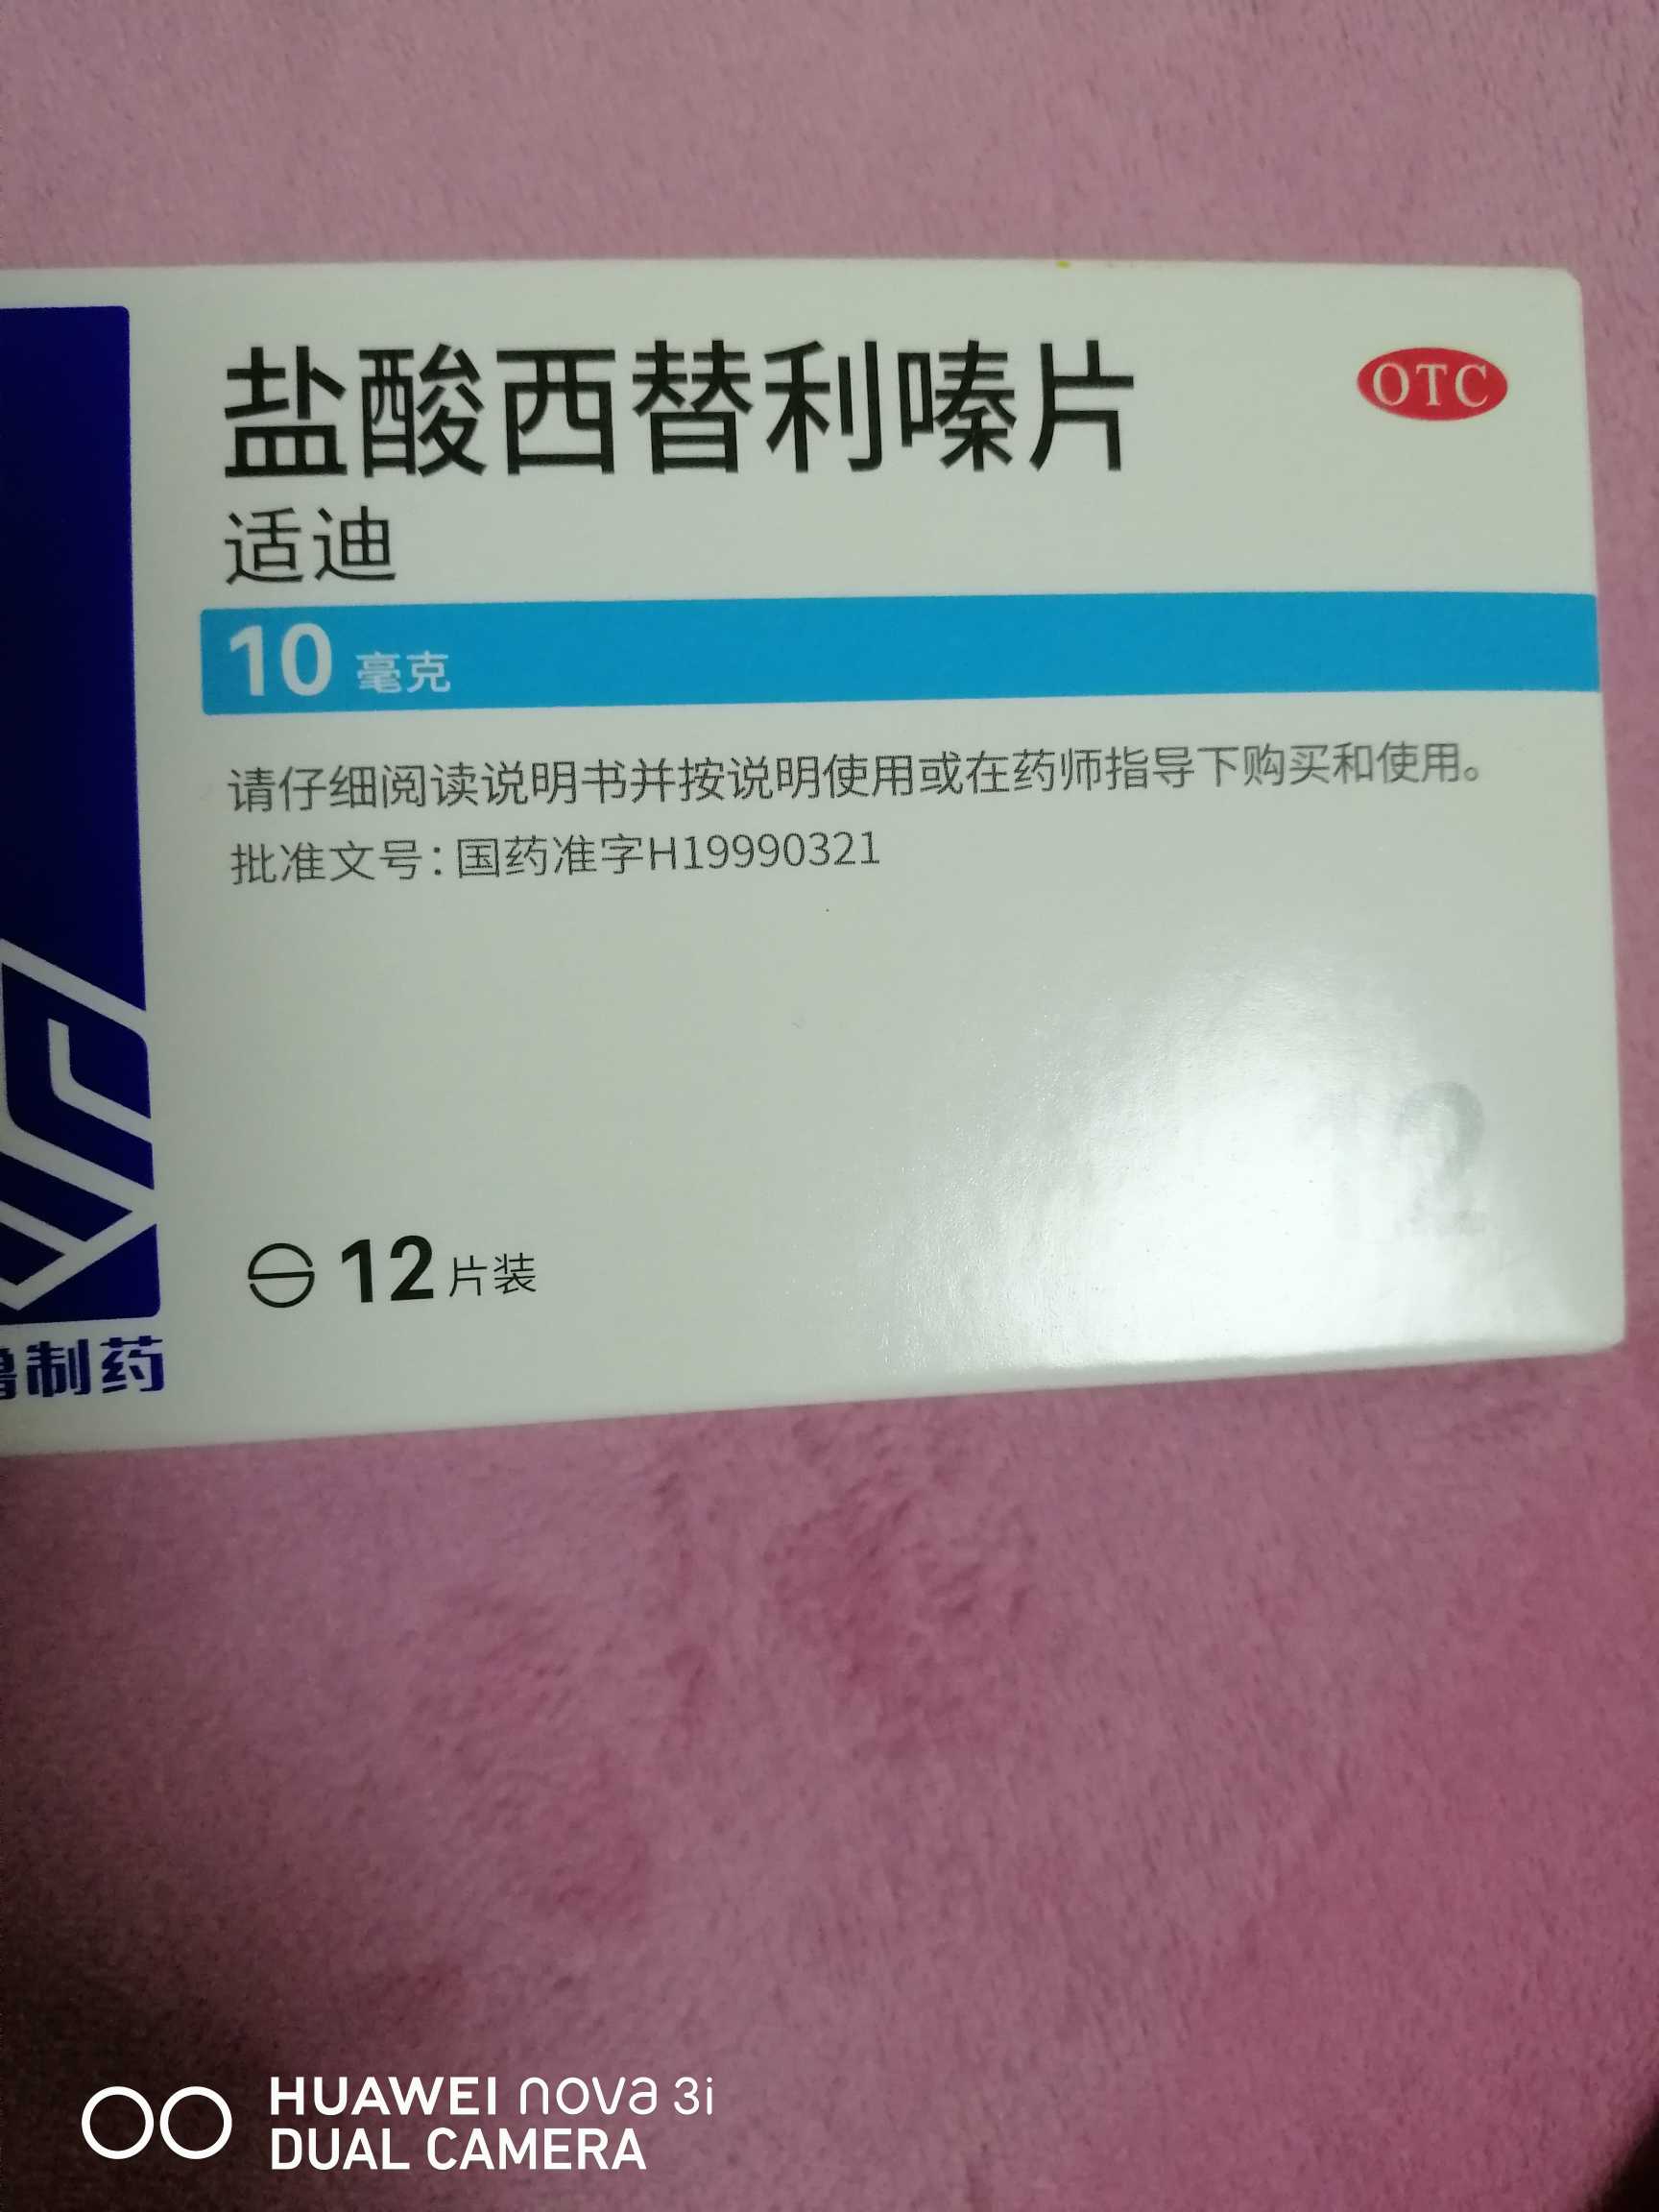 盐酸西替利嗪片
OTC
适迪
10 毫克
请仔细阅读说明书并按说明使用或在药师指导下购买和使用。
批准文号：国药准字H19990321
12
12片装
制药
HUAWEI nova 3i
DUAL CAMERA